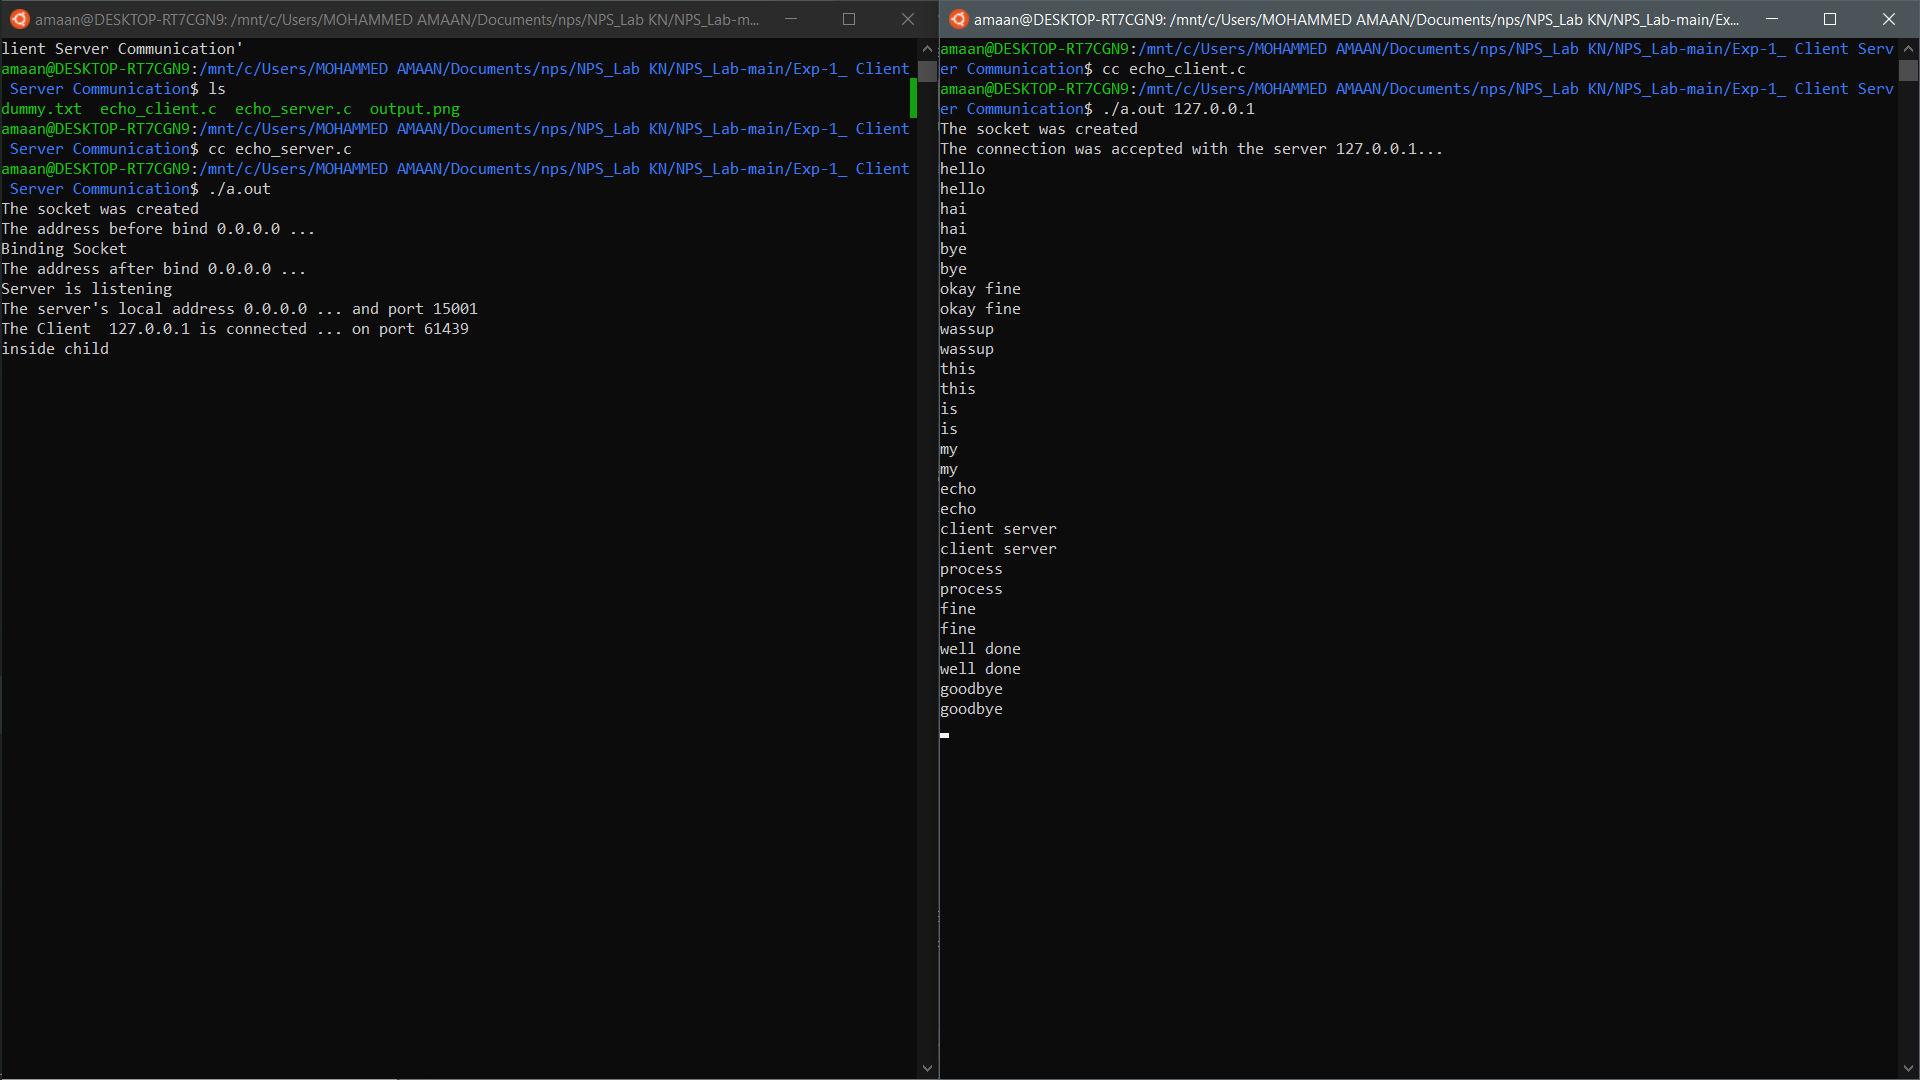 amaan@DESKTOP-RT7CGN9: /mnt/c/Users/MOHAMMED AMAAN/Documents/nps/NPS_Lab KN/NPS_Lab-m...
lient Server Communication'
amaan@DESKTOP-RT7CGN9:/mnt/c/Users/MOHAMMED AMAAN/Documents/nps/NPS_Lab KN/NPS_Lab-main/Exp-1_ Client
 Server Communication$ ls
dummy.txt  echo_client.c  echo_server.c  output.png
amaan@DESKTOP-RT7CGN9:/mnt/c/Users/MOHAMMED AMAAN/Documents/nps/NPS_Lab KN/NPS_Lab-main/Exp-1_ Client
 Server Communication$ cc echo_server.c
amaan@DESKTOP-RT7CGN9:/mnt/c/Users/MOHAMMED AMAAN/Documents/nps/NPS_Lab KN/NPS_Lab-main/Exp-1_ Client
 Server Communication$ ./a.out
The socket was created
The address before bind 0.0.0.0 ...
Binding Socket
The address after bind 0.0.0.0 ...
Server is listening
The server's local address 0.0.0.0 ... and port 15001
The Client  127.0.0.1 is connected ... on port 61439
inside child
amaan@DESKTOP-RT7CGN9: /mnt/c/Users/MOHAMMED AMAAN/Documents/nps/NPS_Lab KN/NPS_Lab-main/Ex...
amaan@DESKTOP-RT7CGN9:/mnt/c/Users/MOHAMMED AMAAN/Documents/nps/NPS_Lab KN/NPS_Lab-main/Exp-1_ Client Serv
er Communication$ cc echo_client.c
amaan@DESKTOP-RT7CGN9:/mnt/c/Users/MOHAMMED AMAAN/Documents/nps/NPS_Lab KN/NPS_Lab-main/Exp-1_ Client Serv
er Communication$ ./a.out 127.0.0.1
The socket was created
The connection was accepted with the server 127.0.0.1...
hello
hello
hai
hai
bye
bye
okay fine
okay fine
wassup
wassup
this
this
is
is
my
my
echo
echo
client server
client server
process
process
fine
fine
well done
well done
goodbye
goodbye